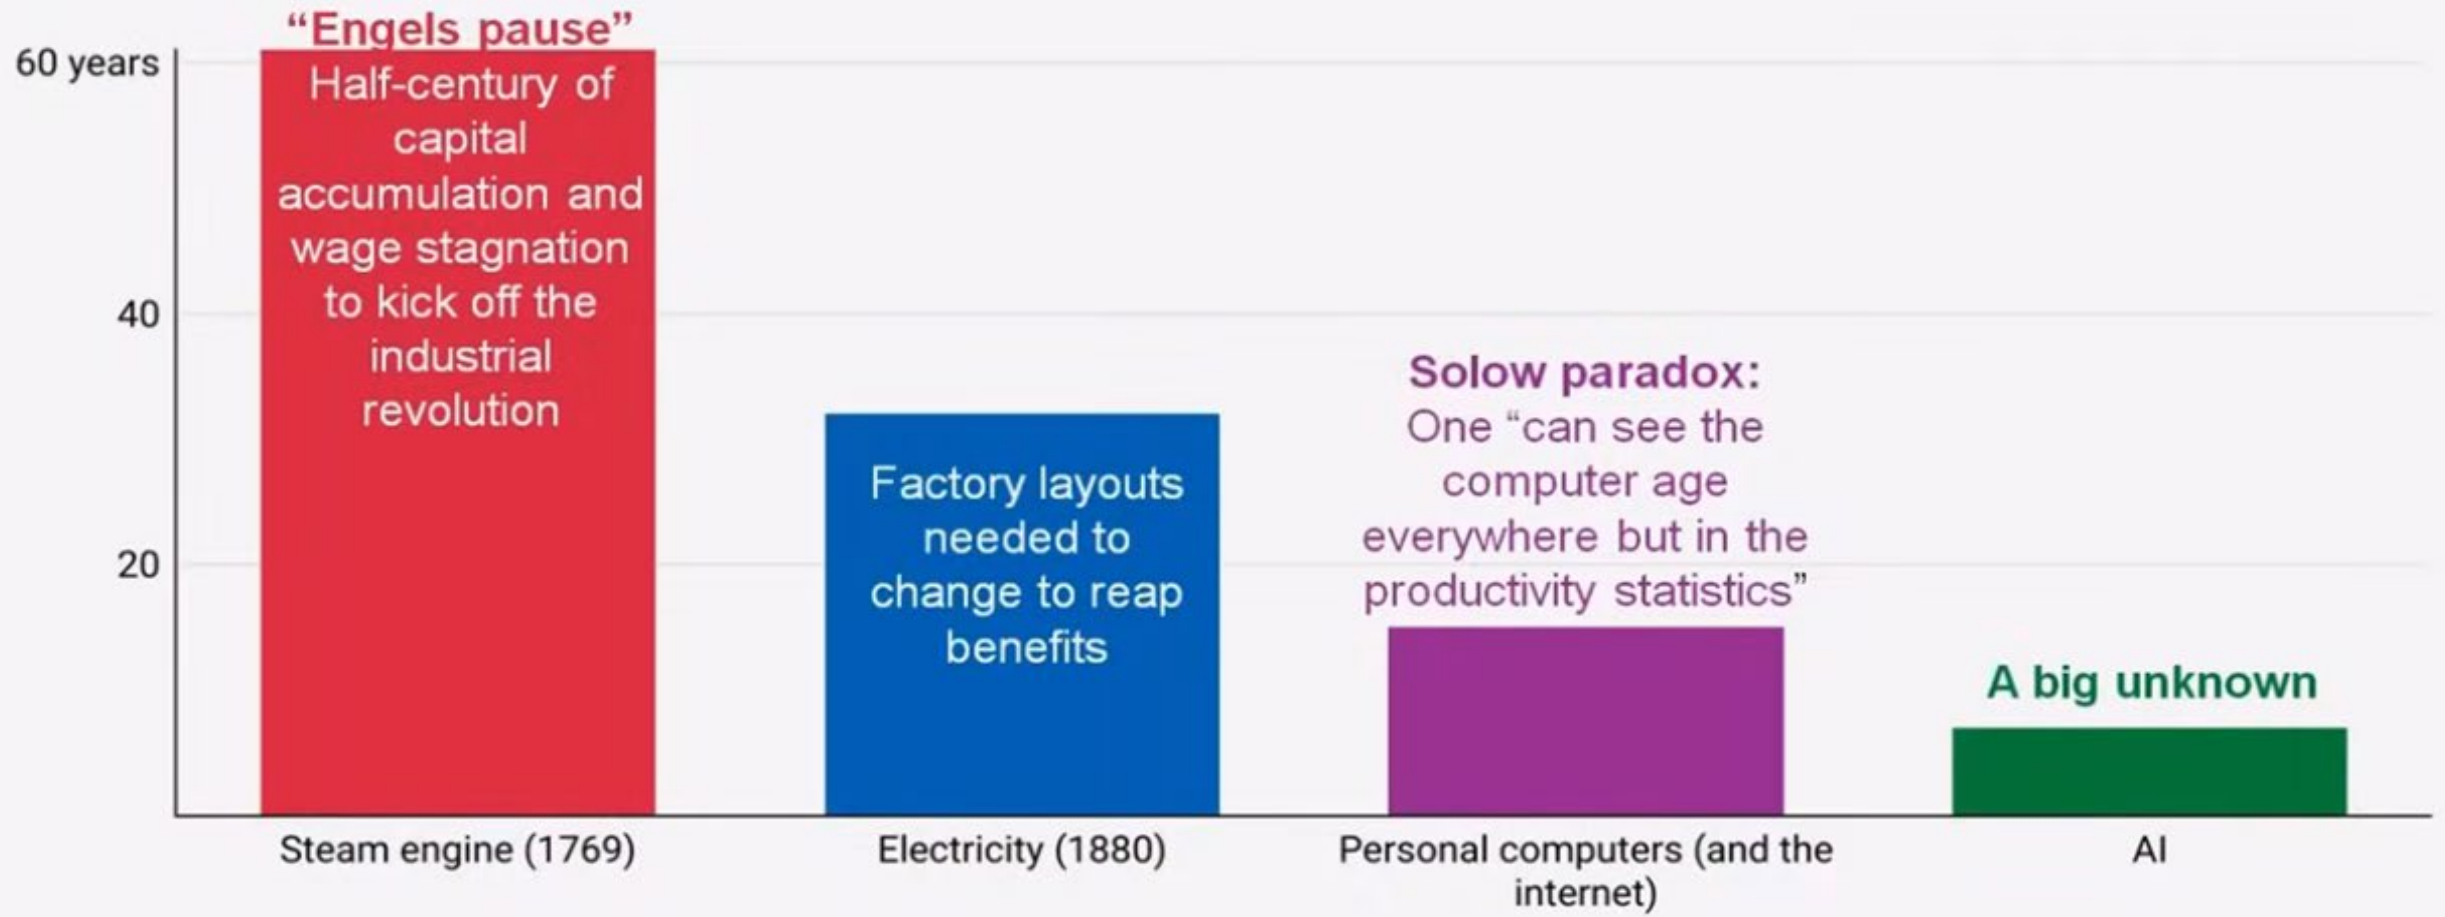 “Engels pause”
60 years
Half-century of
capital
accumulation and
wage stagnation
to kick off the
industrial
revolution
40
Solow paradox:
One “can see the
computer age
everywhere but in the
productivity statistics”
Factory layouts
needed to
change to reap
benefits
20
A big unknown
Steam engine (1769)
Electricity (1880)
Personal computers (and the
internet)
AI